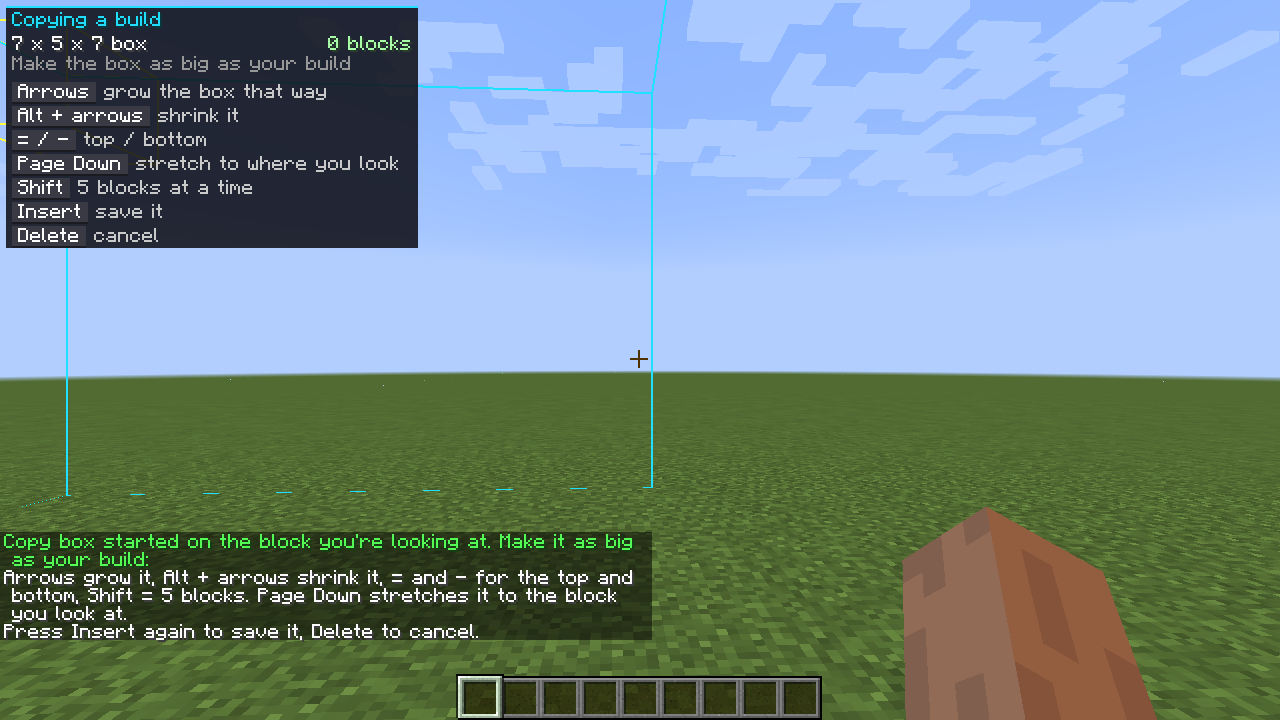 Copying a build
7 x 5 x 7 box 0 blocks
Make the box as big as your build
Arrows grow the box that way
Alt + arrows shrink it
= / - top / bottom
Page Down stretch to where you look
Shift 5 blocks at a time
Insert save it
Delete cancel
Copy box started on the block you're looking at. Make it as big
as your build:
Arrows grow it, Alt + arrows shrink it, = and - for the top and
bottom, Shift = 5 blocks. Page Down stretches it to the block
you look at.
Press Insert again to save it, Delete to cancel.